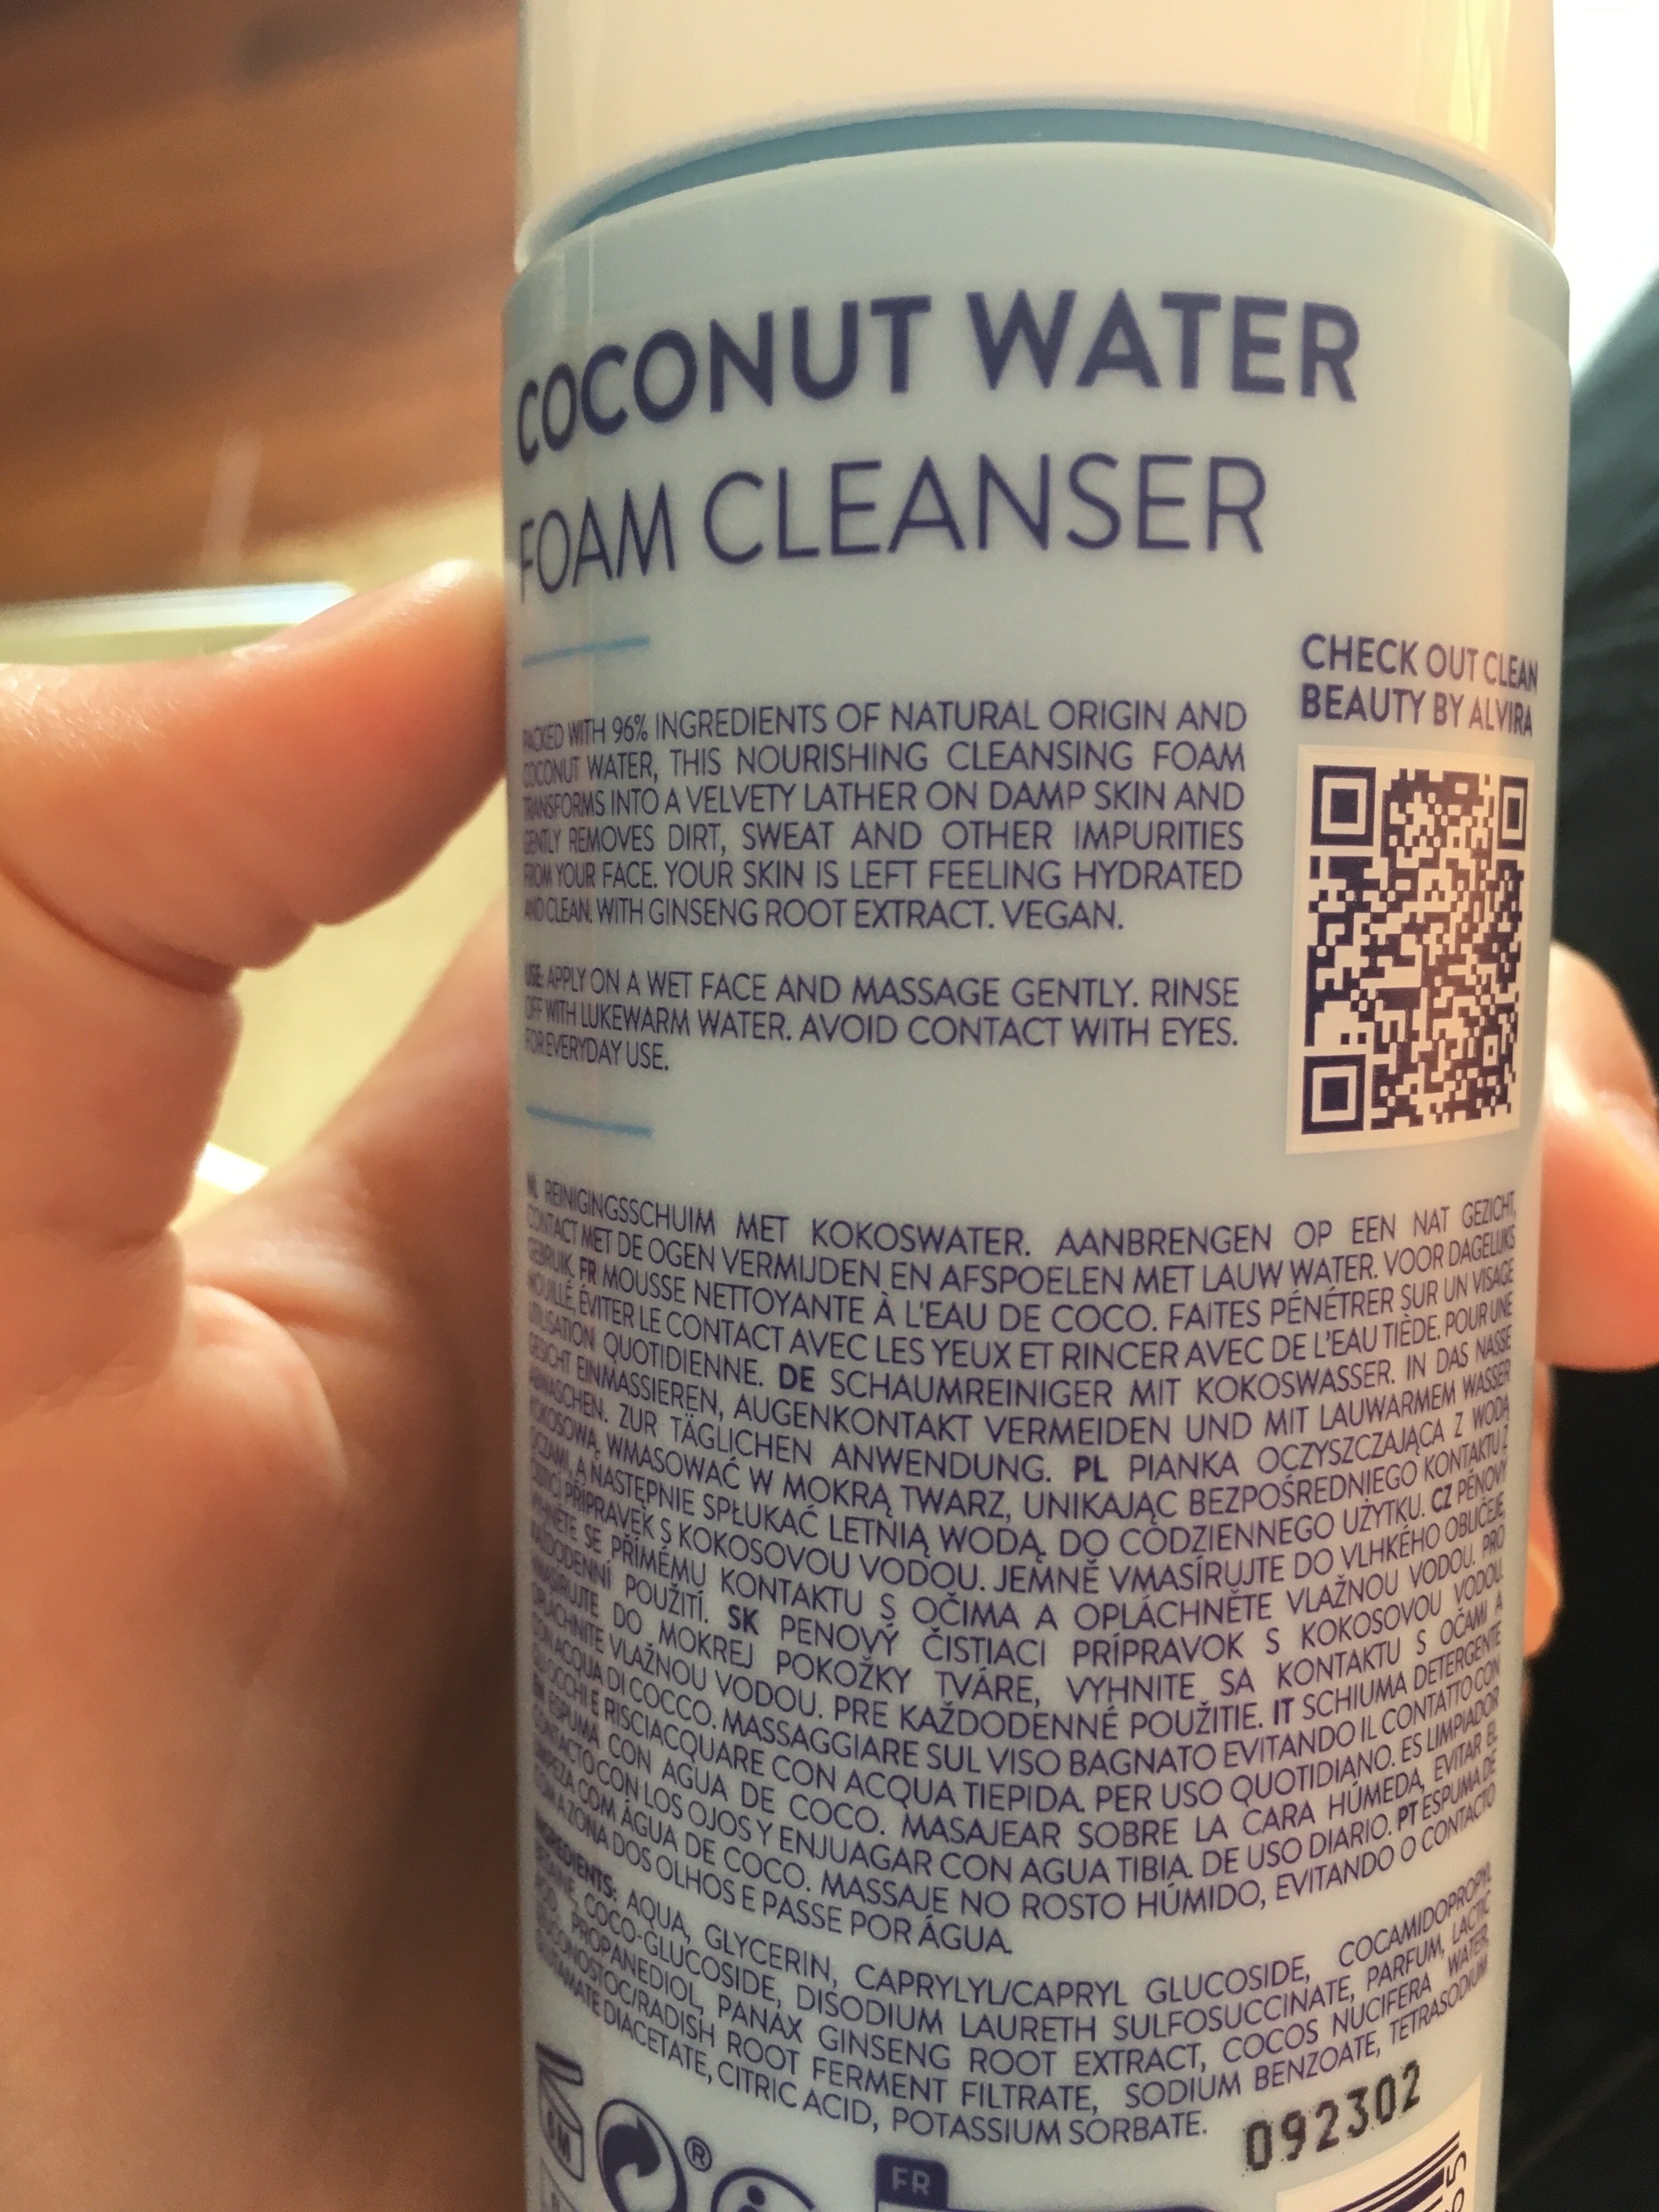 COCONUT WATER
FOAM CLEANSER
PACKED WITH 96% INGREDIENTS OF NATURAL ORIGIN AND
COCONUT WATER, THIS NOURISHING CLEANSING FOAM
TRANSFORMS INTO A VELVETY LATHER ON DAMP SKIN AND
GENTLY REMOVES DIRT, SWEAT AND OTHER IMPURITIES
FROM YOUR FACE. YOUR SKIN IS LEFT FEELING HYDRATED
AND CLEAN. WITH GINSENG ROOT EXTRACT. VEGAN.
USE: APPLY ON A WET FACE AND MASSAGE GENTLY. RINSE
OFF WITH LUKEWARM WATER. AVOID CONTACT WITH EYES.
FOR EVERYDAY USE.
CHECK OUT CLEAN
BEAUTY BY ALVIRA
NL REINIGINGSSCHUIM MET KOKOSWATER. AANBRENGEN OP EEN NAT GEZICHT,
CONTACT MET DE OGEN VERMIJDEN EN AFSPOELEN MET LAUW WATER. VOOR DAGELIJKS
GEBRUIK. FR MOUSSE NETTOYANTE À L'EAU DE COCO. FAITES PÉNÉTRER SUR UN VISAGE
MOUILLÉ, ÉVITER LE CONTACT AVEC LES YEUX ET RINCER AVEC DE L'EAU TIÈDE. POUR UNE
UTILISATION QUOTIDIENNE. DE SCHAUMREINIGER MIT KOKOSWASSER. IN DAS NASSE
GESICHT EINMASSIEREN, AUGENKONTAKT VERMEIDEN UND MIT LAUWARMEM WASSER
ABWASCHEN. ZUR TÄGLICHEN ANWENDUNG. PL PIANKA OCZYSZCZAJĄCA Z WODĄ
KOKOSOWĄ. WMASOWAĆ W MOKRĄ TWARZ, UNIKAJĄC BEZPOŚREDNIEGO KONTAKTU Z
OCZAMI, A NASTĘPNIE SPŁUKAĆ LETNIĄ WODĄ. DO CODZIENNEGO UŻYTKU. CZ PĚNOVÝ
ČISTICÍ PŘÍPRAVEK S KOKOSOVOU VODOU. JEMNĚ VMASÍRUJTE DO VLHKÉHO OBLIČEJE,
VYHNĚTE SE PŘÍMÉMU KONTAKTU S OČIMA A OPLÁCHNĚTE VLAŽNOU VODOU. PRO
KAŽDODENNÍ POUŽITÍ. SK PENOVÝ ČISTIACI PRÍPRAVOK S KOKOSOVOU VODOU.
VMASÍRUJTE DO MOKREJ POKOŽKY TVÁRE, VYHNITE SA KONTAKTU S OČAMI A
OPLÁCHNITE VLAŽNOU VODOU. PRE KAŽDODENNÉ POUŽITIE. IT SCHIUMA DETERGENTE
CON ACQUA DI COCCO. MASSAGGIARE SUL VISO BAGNATO EVITANDO IL CONTATTO CON
GLI OCCHI E RISCIACQUARE CON ACQUA TIEPIDA. PER USO QUOTIDIANO. ES LIMPIADOR
EN ESPUMA CON AGUA DE COCO. MASAJEAR SOBRE LA CARA HÚMEDA, EVITAR EL
CONTACTO CON LOS OJOS Y ENJUAGAR CON AGUA TIBIA. DE USO DIARIO. PT ESPUMA DE
LIMPEZA COM ÁGUA DE COCO. MASSAJE NO ROSTO HÚMIDO, EVITANDO O CONTACTO
COM A ZONA DOS OLHOS E PASSE POR ÁGUA.
INGREDIENTS: AQUA, GLYCERIN, CAPRYLYL/CAPRYL GLUCOSIDE, COCAMIDOPROPYL
BETAINE, COCO-GLUCOSIDE, DISODIUM LAURETH SULFOSUCCINATE, PARFUM, LACTIC
ACID, PROPANEDIOL, PANAX GINSENG ROOT EXTRACT, COCOS NUCIFERA WATER,
LEUCONOSTOC/RADISH ROOT FERMENT FILTRATE, SODIUM BENZOATE, TETRASODIUM
GLUTAMATE DIACETATE, CITRIC ACID, POTASSIUM SORBATE.
092302
6M
®
FR